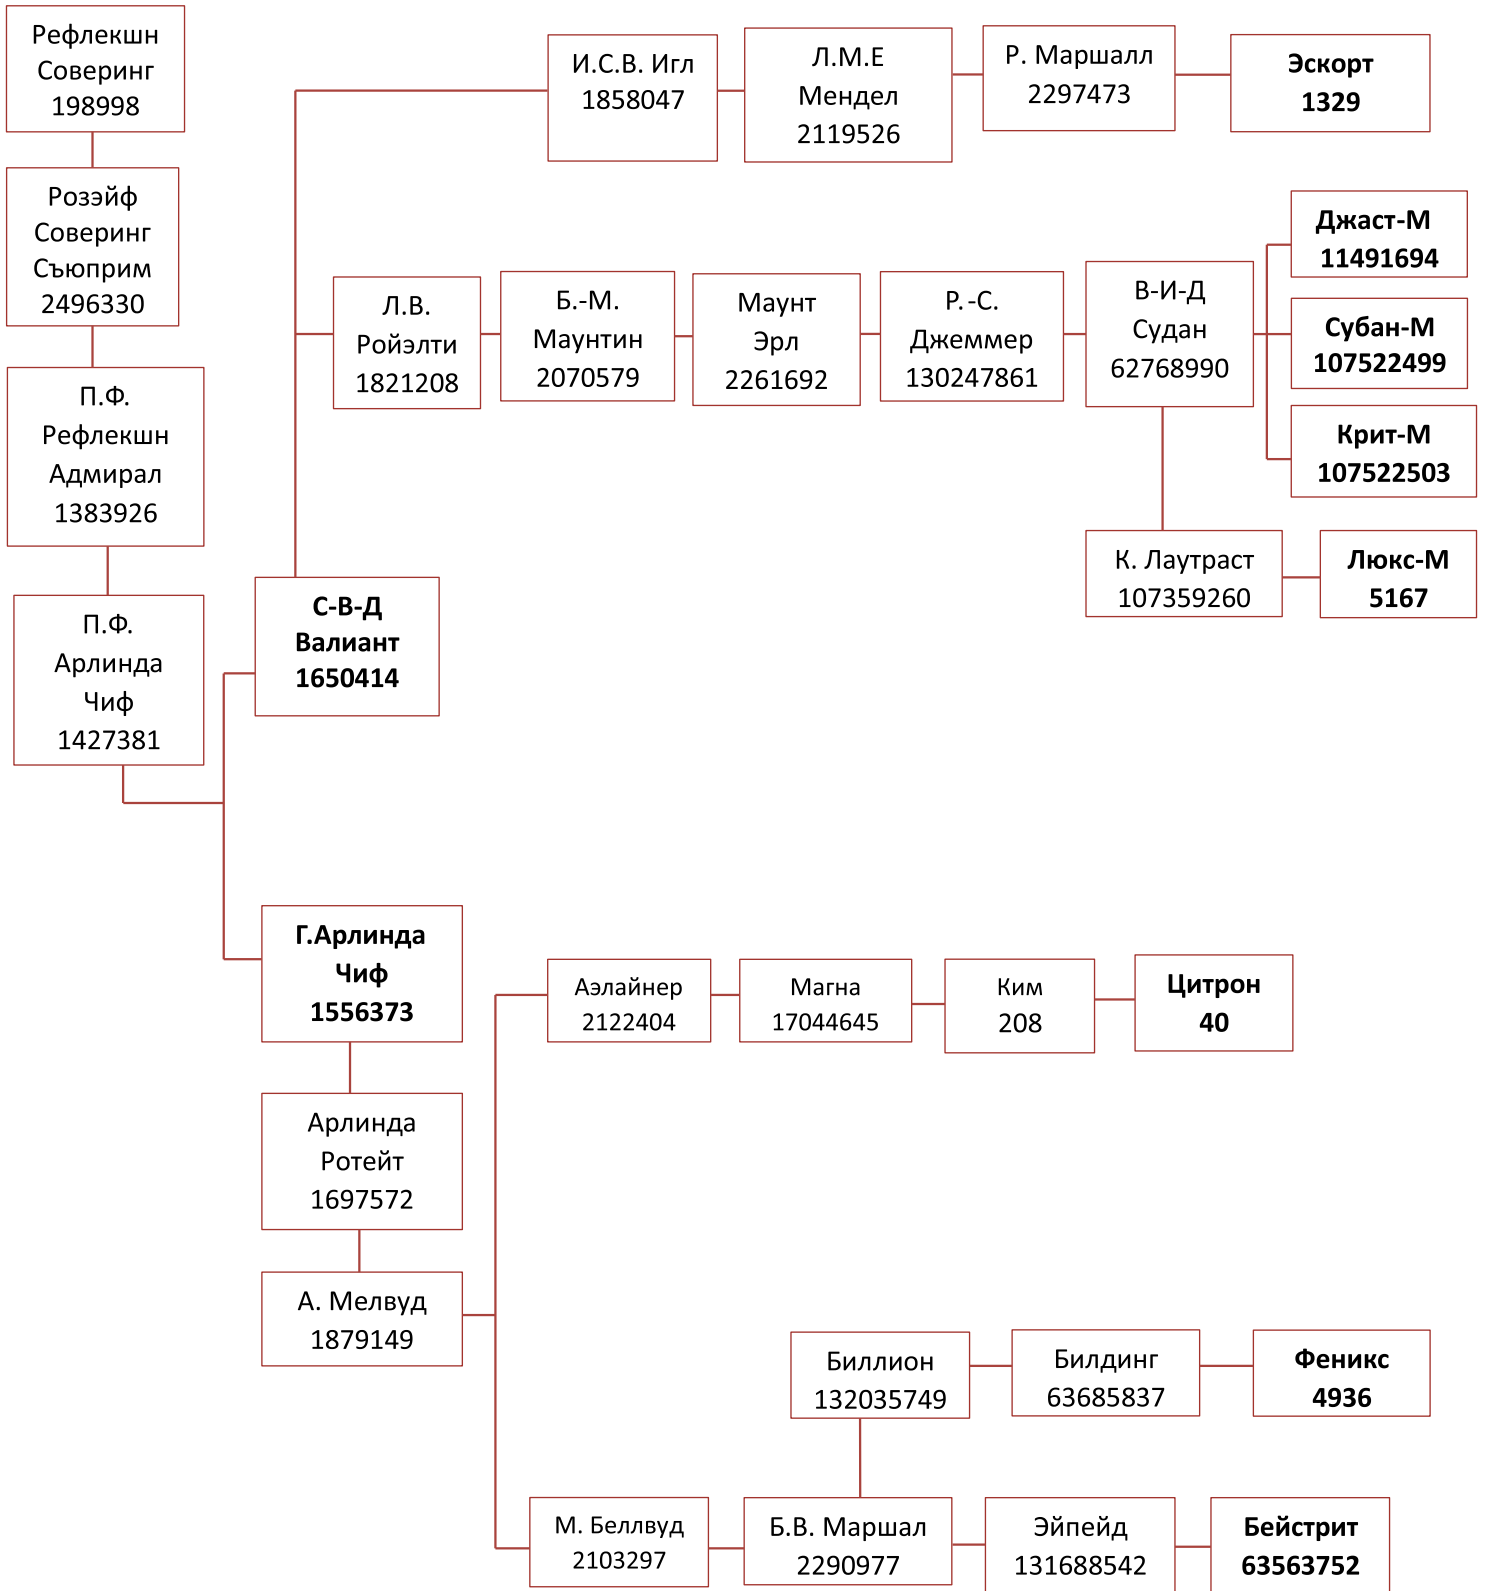 Рефлекшн
Соверинг
198998
Розэйф
Соверинг
Съюприм
2496330
П.Ф.
Рефлекшн
Адмирал
1383926
П.Ф.
Арлинда
Чиф
1427381
С-В-Д
Валиант
1650414
И.С.В. Игл
1858047
Л.М.Е
Мендел
2119526
Р. Маршалл
2297473
Эскорт
1329
Л.В.
Ройэлти
1821208
Б.-М.
Маунтин
2070579
Маунт
Эрл
2261692
Р.-С.
Джеммер
130247861
В-И-Д
Судан
62768990
Джаст-М
11491694
Субан-М
107522499
Крит-М
107522503
К. Лаутраст
107359260
Люкс-М
5167
Г.Арлинда
Чиф
1556373
Арлинда
Ротейт
1697572
А. Мелвуд
1879149
Аэлайнер
2122404
Магна
17044645
Ким
208
Цитрон
40
Биллион
132035749
Билдинг
63685837
Феникс
4936
М. Беллвуд
2103297
Б.В. Маршал
2290977
Эйпейд
131688542
Бейстрит
63563752